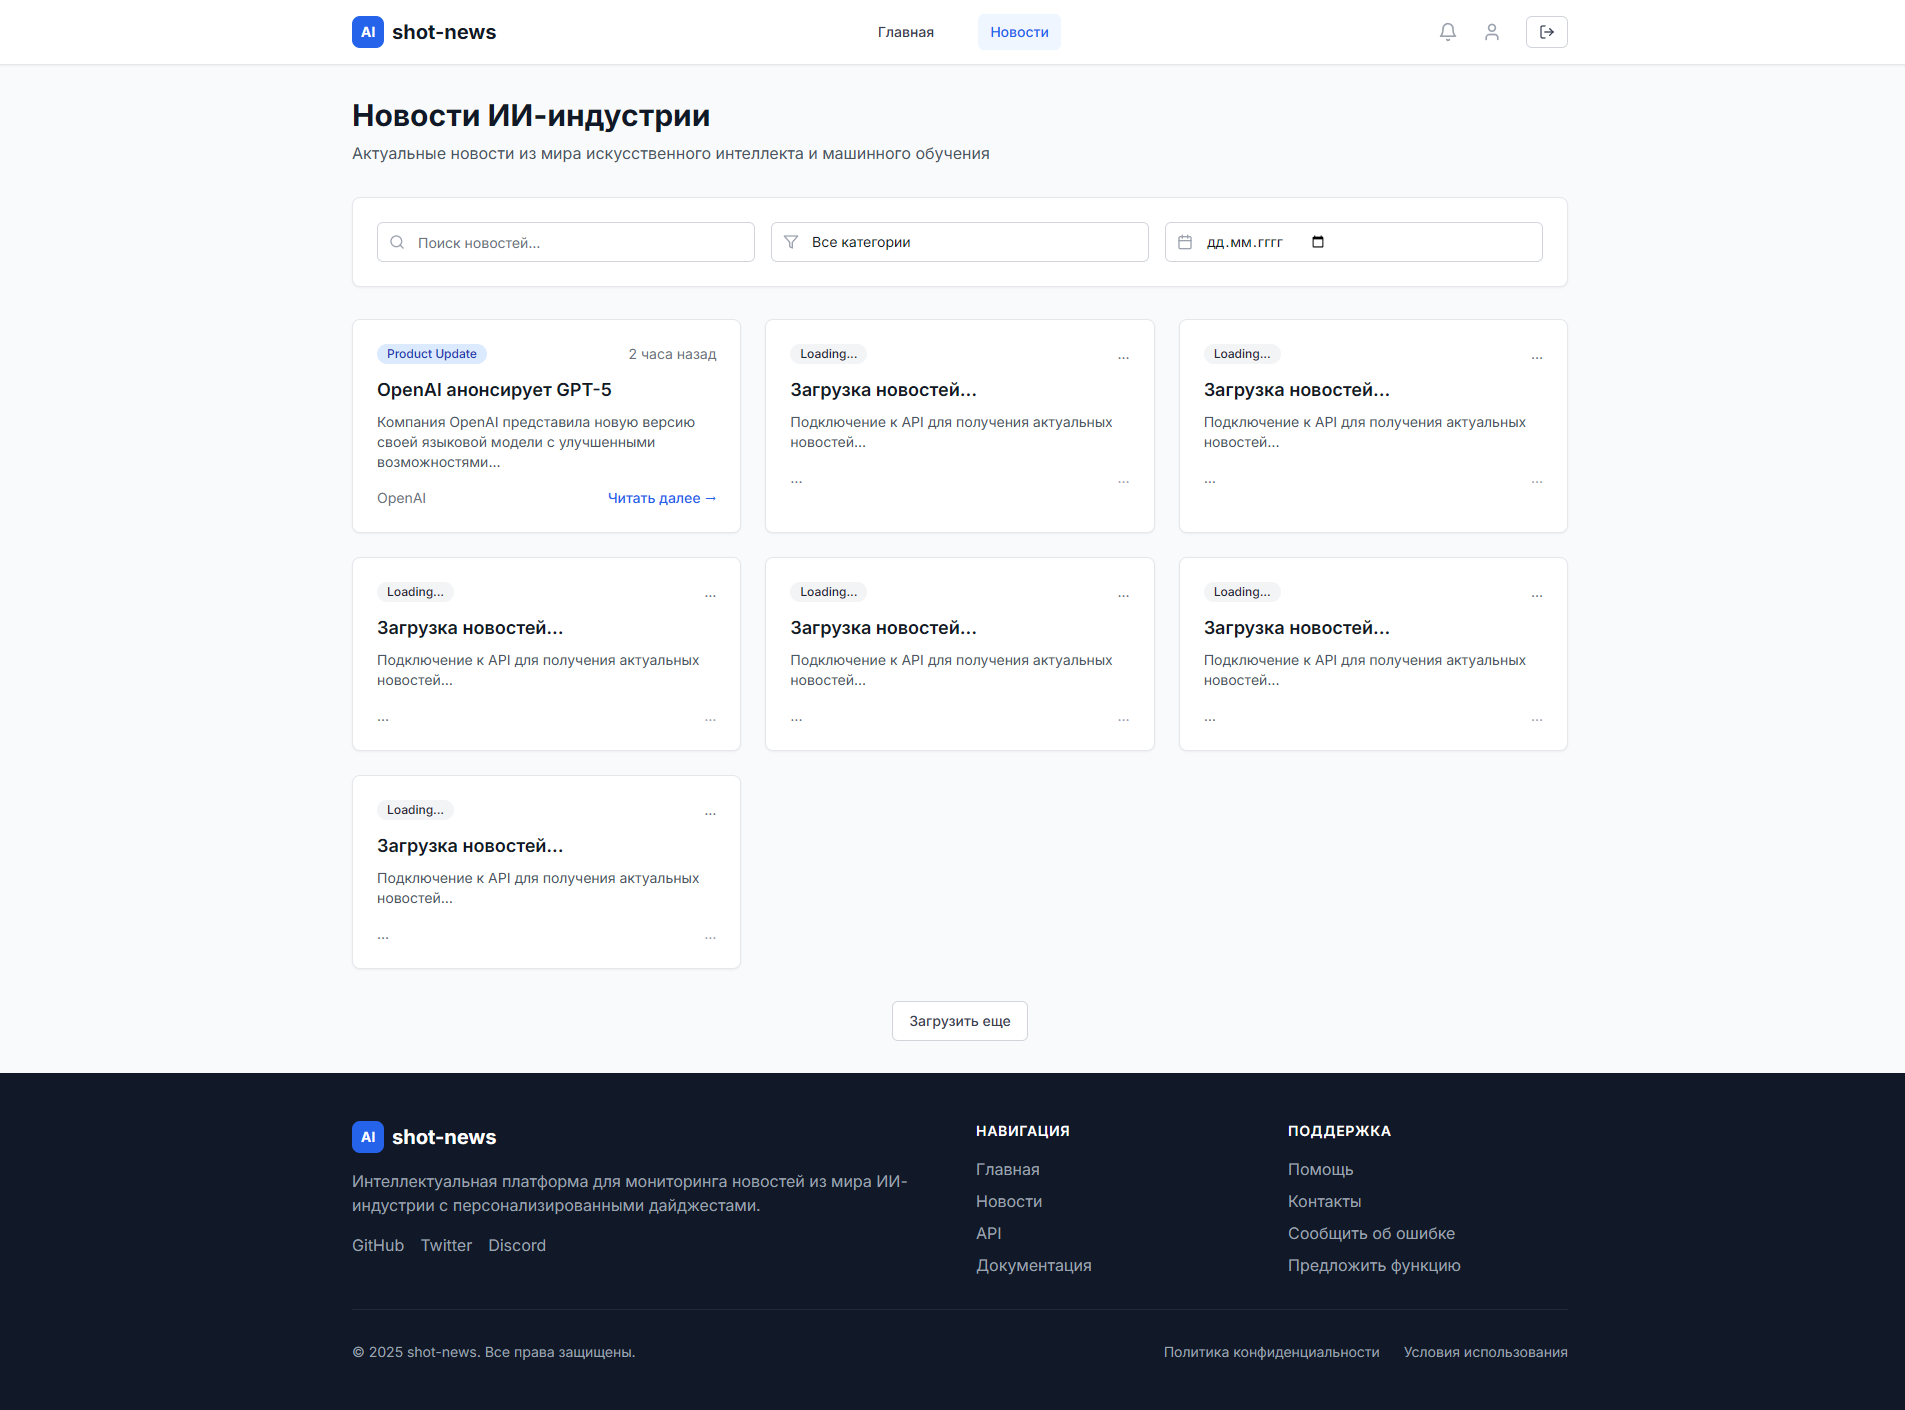 AI shot-news
Главная
Новости
Новости ИИ-индустрии
Актуальные новости из мира искусственного интеллекта и машинного обучения
Поиск новостей...
Все категории
дд.мм.гггг
Product Update
2 часа назад
OpenAI анонсирует GPT-5
Компания OpenAI представила новую версию
своей языковой модели с улучшенными
возможностями...
OpenAI
Читать далее →
Loading...
...
Загрузка новостей...
Подключение к API для получения актуальных
новостей...
...
...
Loading...
...
Загрузка новостей...
Подключение к API для получения актуальных
новостей...
...
...
Loading...
...
Загрузка новостей...
Подключение к API для получения актуальных
новостей...
...
...
Loading...
...
Загрузка новостей...
Подключение к API для получения актуальных
новостей...
...
...
Loading...
...
Загрузка новостей...
Подключение к API для получения актуальных
новостей...
...
...
Loading...
...
Загрузка новостей...
Подключение к API для получения актуальных
новостей...
...
...
Загрузить еще
AI shot-news
Интеллектуальная платформа для мониторинга новостей из мира ИИ-
индустрии с персонализированными дайджестами.
GitHub Twitter Discord
НАВИГАЦИЯ
Главная
Новости
API
Документация
ПОДДЕРЖКА
Помощь
Контакты
Сообщить об ошибке
Предложить функцию
© 2025 shot-news. Все права защищены.
Политика конфиденциальности
Условия использования